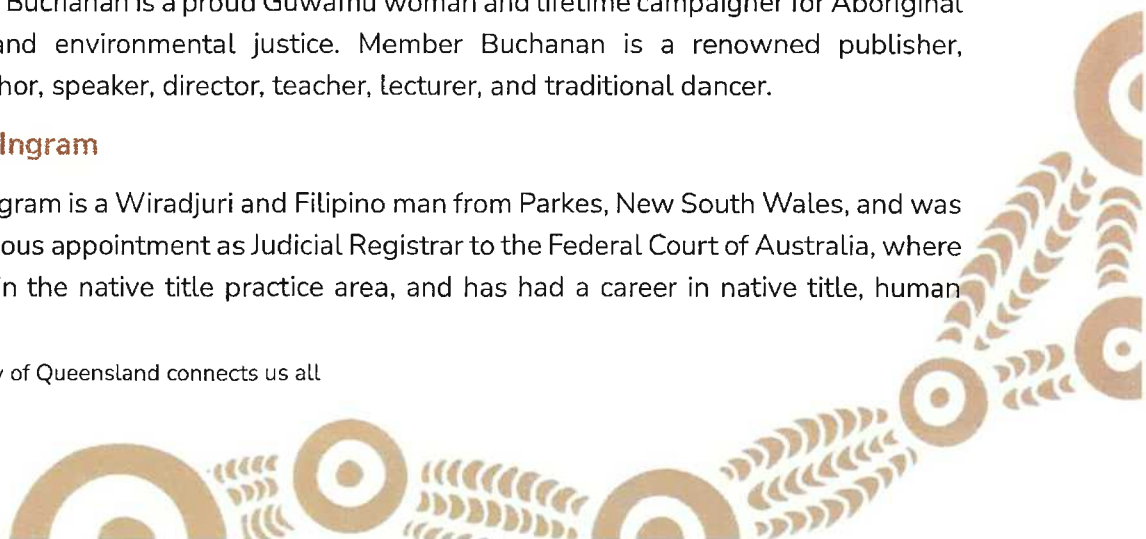 Buchanan is a proud Guwamu woman and lifetime campaigner for Aboriginal
and environmental justice. Member Buchanan is a renowned publisher,
hor, speaker, director, teacher, lecturer, and traditional dancer.
Ingram
gram is a Wiradjuri and Filipino man from Parkes, New South Wales, and was
ous appointment as Judicial Registrar to the Federal Court of Australia, where
in the native title practice area, and has had a career in native title, human
y of Queensland connects us all